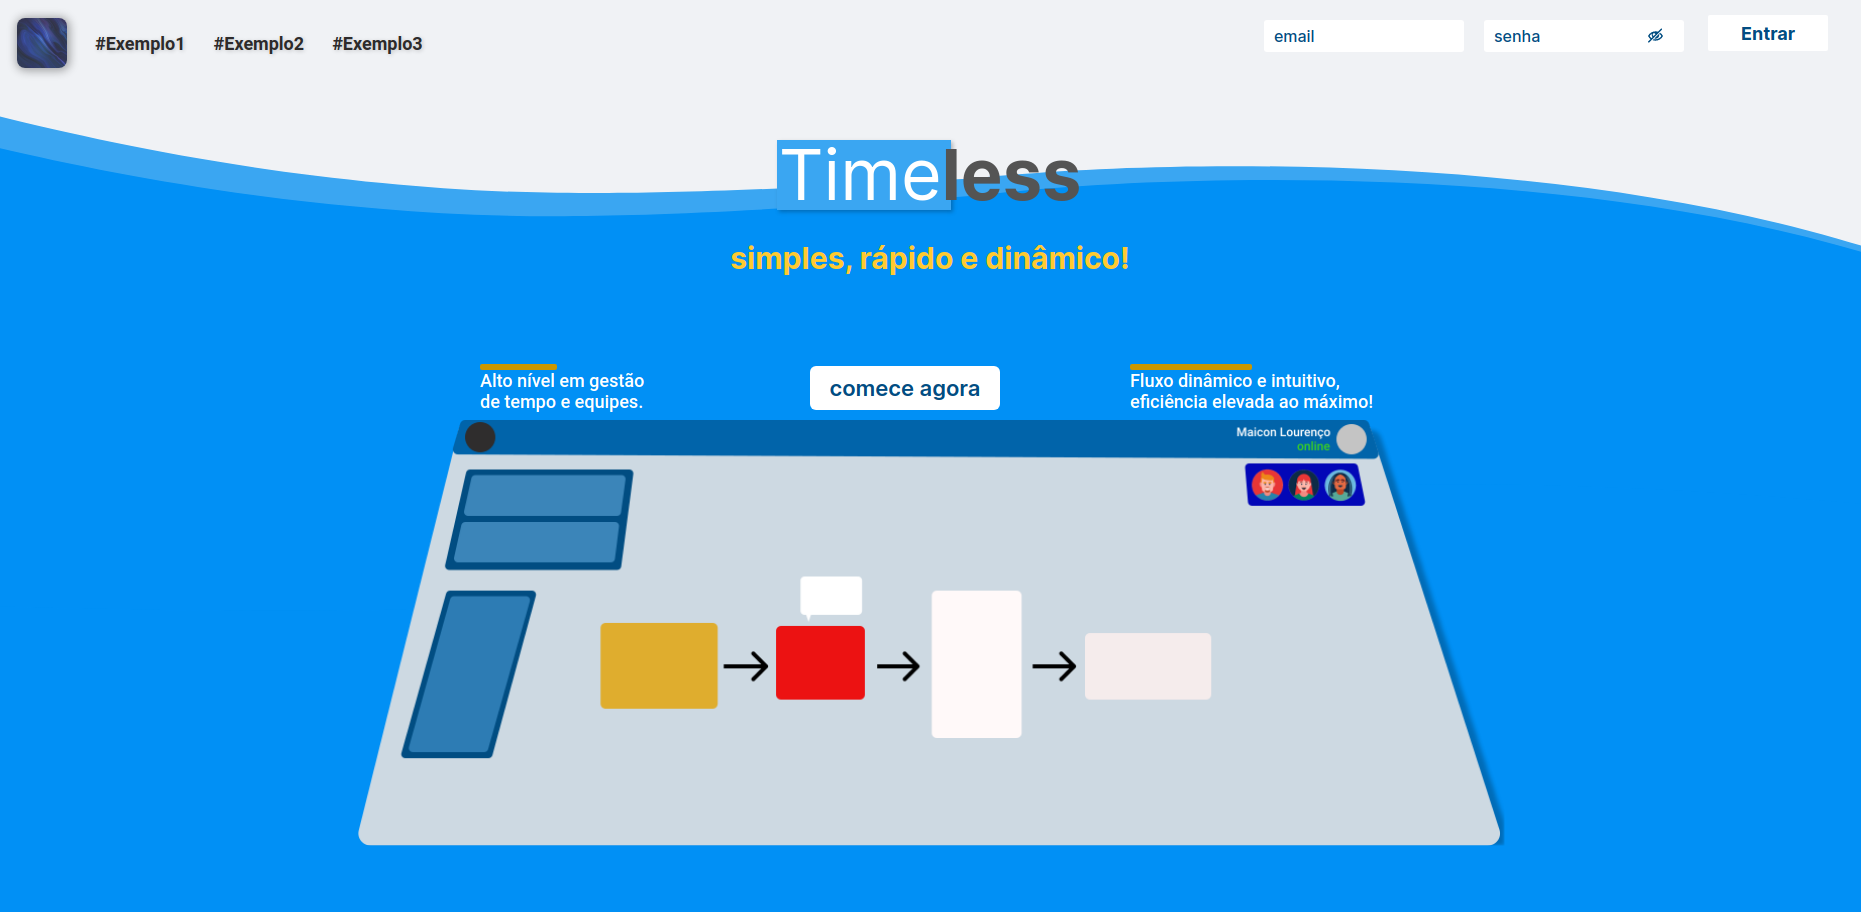 #Exemplo1 #Exemplo2 #Exemplo3
email
senha
Entrar
Timeless
simples, rápido e dinâmico!
Alto nível em gestão
de tempo e equipes.
comece agora
Fluxo dinâmico e intuitivo,
eficiência elevada ao máximo!
Maicon Lourenço
online